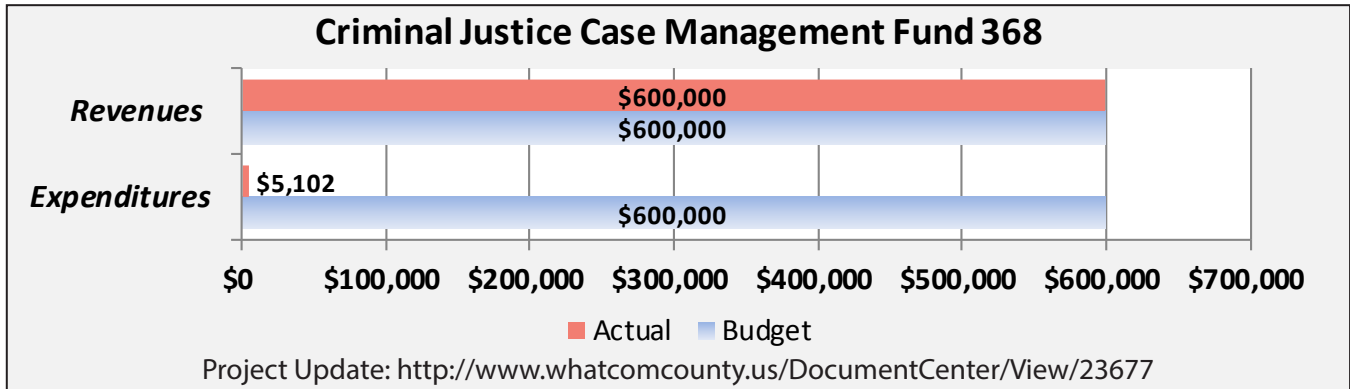 Criminal Justice Case Management Fund 368
Revenues
$600,000
$600,000
Expenditures
$5,102
$600,000
$0 $100,000 $200,000 $300,000 $400,000 $500,000 $600,000 $700,000
Actual Budget
Project Update: http://www.whatcomcounty.us/DocumentCenter/View/23677